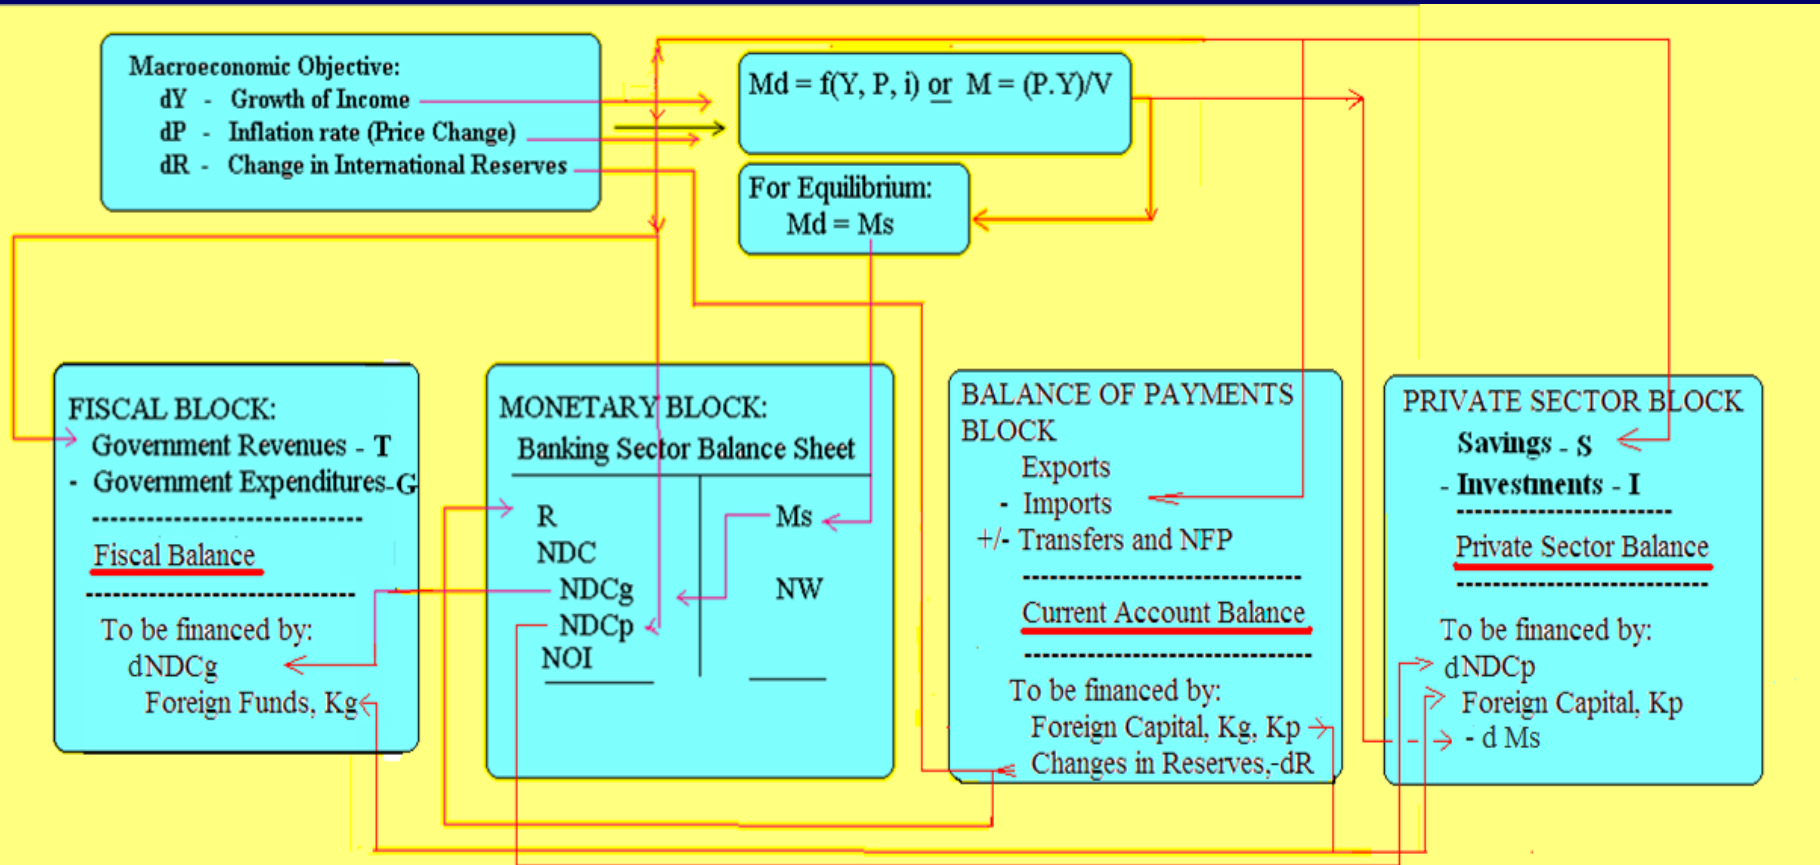 Macroeconomic Objective:
dY - Growth of Income
dP - Inflation rate (Price Change)
dR - Change in International Reserves
Md = f(Y, P, i) or M = (P.Y)/V
For Equilibrium:
Md = Ms
FISCAL BLOCK:
Government Revenues - T
- Government Expenditures-G
------------------------------
Fiscal Balance
------------------------------
To be financed by:
dNDCg
Foreign Funds, Kg
MONETARY BLOCK:
Banking Sector Balance Sheet
R Ms
NDC
NDCg NW
NDCp
NOI
BALANCE OF PAYMENTS
BLOCK
Exports
- Imports
+/- Transfers and NFP
------------------------------
Current Account Balance
------------------------------
To be financed by:
Foreign Capital, Kg, Kp
Changes in Reserves,-dR
PRIVATE SECTOR BLOCK
Savings - S
- Investments - I
------------------------
Private Sector Balance
----------------------------
To be financed by:
dNDCp
Foreign Capital, Kp
- d Ms